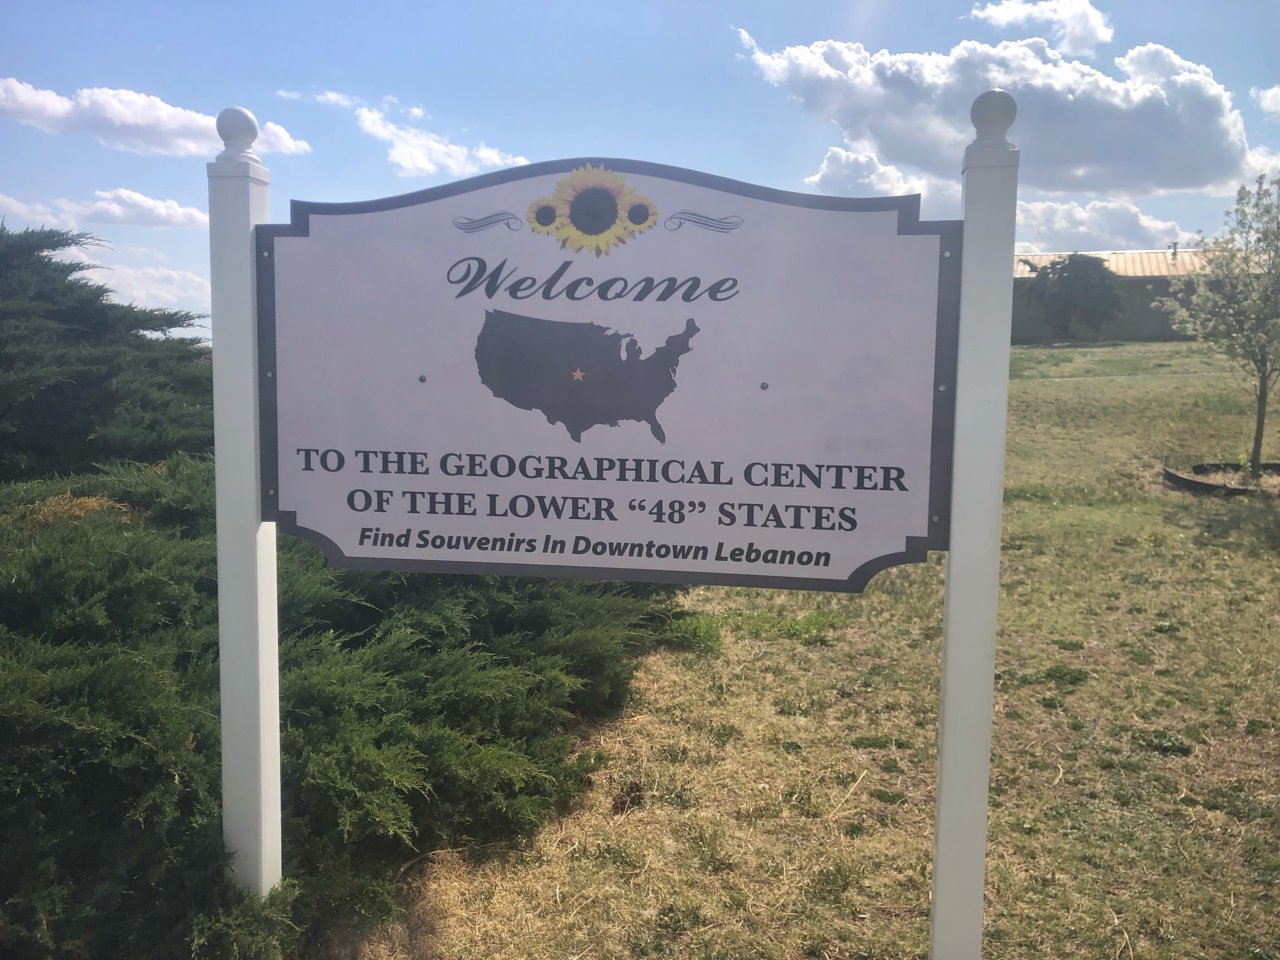 Welcome
TO THE GEOGRAPHICAL CENTER
OF THE LOWER “48” STATES
Find Souvenirs In Downtown Lebanon